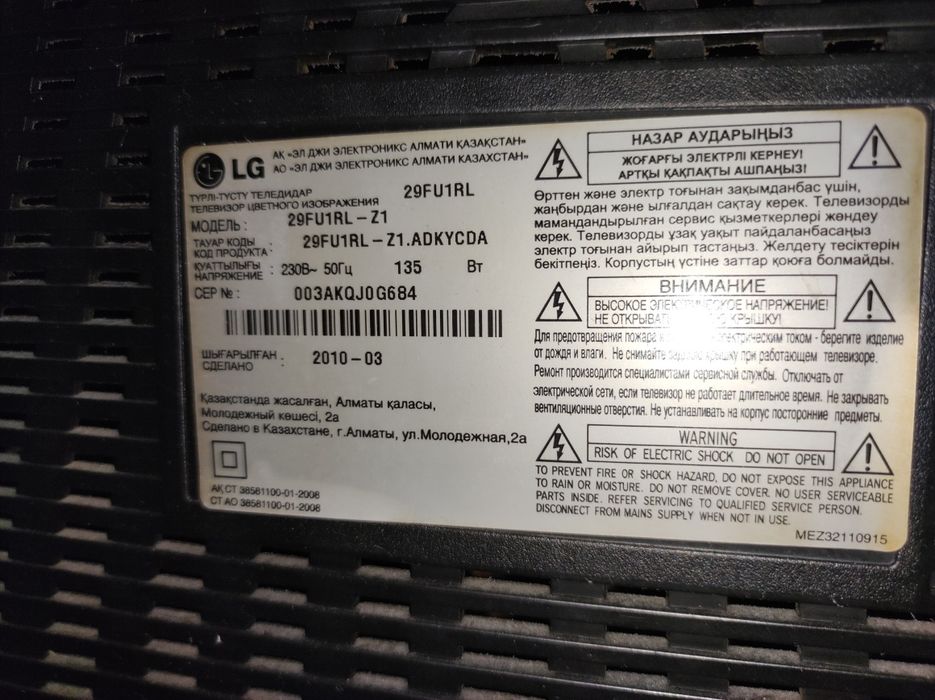 LG
АҚ «ЭЛ ДЖИ ЭЛЕКТРОНИКС АЛМАТИ ҚАЗАҚСТАН»
АО «ЭЛ ДЖИ ЭЛЕКТРОНИКС АЛМАТИ КАЗАХСТАН»
ТҮРЛІ-ТҮСТҮ ТЕЛЕДИДАР
ТЕЛЕВИЗОР ЦВЕТНОГО ИЗОБРАЖЕНИЯ
29FU1RL
МОДЕЛЬ : 29FU1RL-Z1
ТАУАР КОДЫ
КОД ПРОДУКТА : 29FU1RL-Z1.ADKYCDA
ҚУАТТЫЛЫҒЫ
НАПРЯЖЕНИЕ : 230В~ 50Гц 135 Вт
СЕР № : 003AKQJ0G684
ШЫҒАРЫЛҒАН
СДЕЛАНО : 2010-03
Қазақстанда жасалған, Алматы қаласы,
Молодежный көшесі, 2а
Сделано в Казахстане, г.Алматы, ул.Молодежная,2а
АҚ СТ 38581100-01-2008
СТ АО 38581100-01-2008
НАЗАР АУДАРЫҢЫЗ
ЖОҒАРҒЫ ЭЛЕКТРЛІ КЕРНЕУ!
АРТҚЫ ҚАҚПАҚТЫ АШПАҢЫЗ!
Өрттен және электр тоғынан зақымданбас үшін,
жаңбырдан және ылғалдан сақтау керек. Телевизорды
мамандандырылған сервис қызметкерлері жөндеу
керек. Телевизорды ұзақ уақыт пайдаланбасаңыз
электр тоғынан айырып тастаңыз. Желдету тесіктерін
бекітпеңіз. Корпустың үстіне заттар қоюға болмайды.
ВНИМАНИЕ
ВЫСОКОЕ ЭЛЕКТРИЧЕСКОЕ НАПРЯЖЕНИЕ!
НЕ ОТКРЫВАТЬ КРЫШКУ!
Для предотвращения пожара электрическим током - берегите изделие
от дождя и влаги. Не снимайте заднюю крышку при работающем телевизоре.
Ремонт производится специалистами сервисной службы. Отключать от
электрической сети, если телевизор не работает длительное время. Не закрывать
вентиляционные отверстия. Не устанавливать на корпус посторонние предметы.
WARNING
RISK OF ELECTRIC SHOCK DO NOT OPEN
TO PREVENT FIRE OR SHOCK HAZARD, DO NOT EXPOSE THIS APPLIANCE
TO RAIN OR MOISTURE. DO NOT REMOVE COVER. NO USER SERVICEABLE
PARTS INSIDE. REFER SERVICING TO QUALIFIED SERVICE PERSON.
DISCONNECT FROM MAINS SUPPLY WHEN NOT IN USE.
MEZ32110915